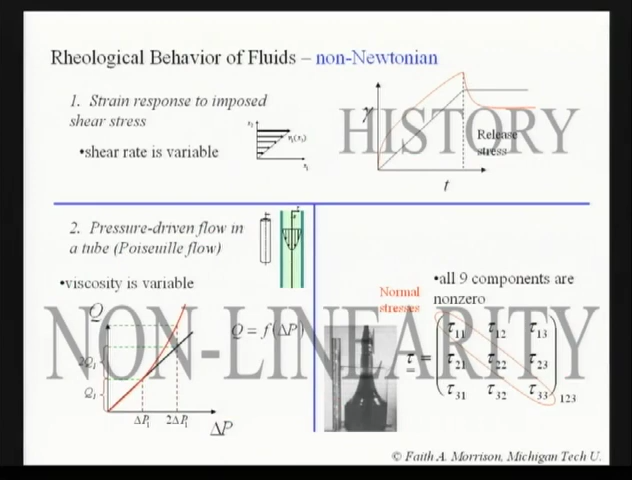 Rheological Behavior of Fluids – non-Newtonian
1. Strain response to imposed
shear stress
•shear rate is variable
HISTORY
γ
Release
stress
t
2. Pressure-driven flow in
a tube (Poiseuille flow)
•viscosity is variable
Q
Q = f(ΔP)
2Q₁
Q₁
ΔP₁ 2ΔP₁
ΔP
NON-LINEARITY
•all 9 components are
nonzero
Normal
stresses
τ =
τ₁₁ τ₁₂ τ₁₃
τ₂₁ τ₂₂ τ₂₃
τ₃₁ τ₃₂ τ₃₃
123
© Faith A. Morrison, Michigan Tech U.